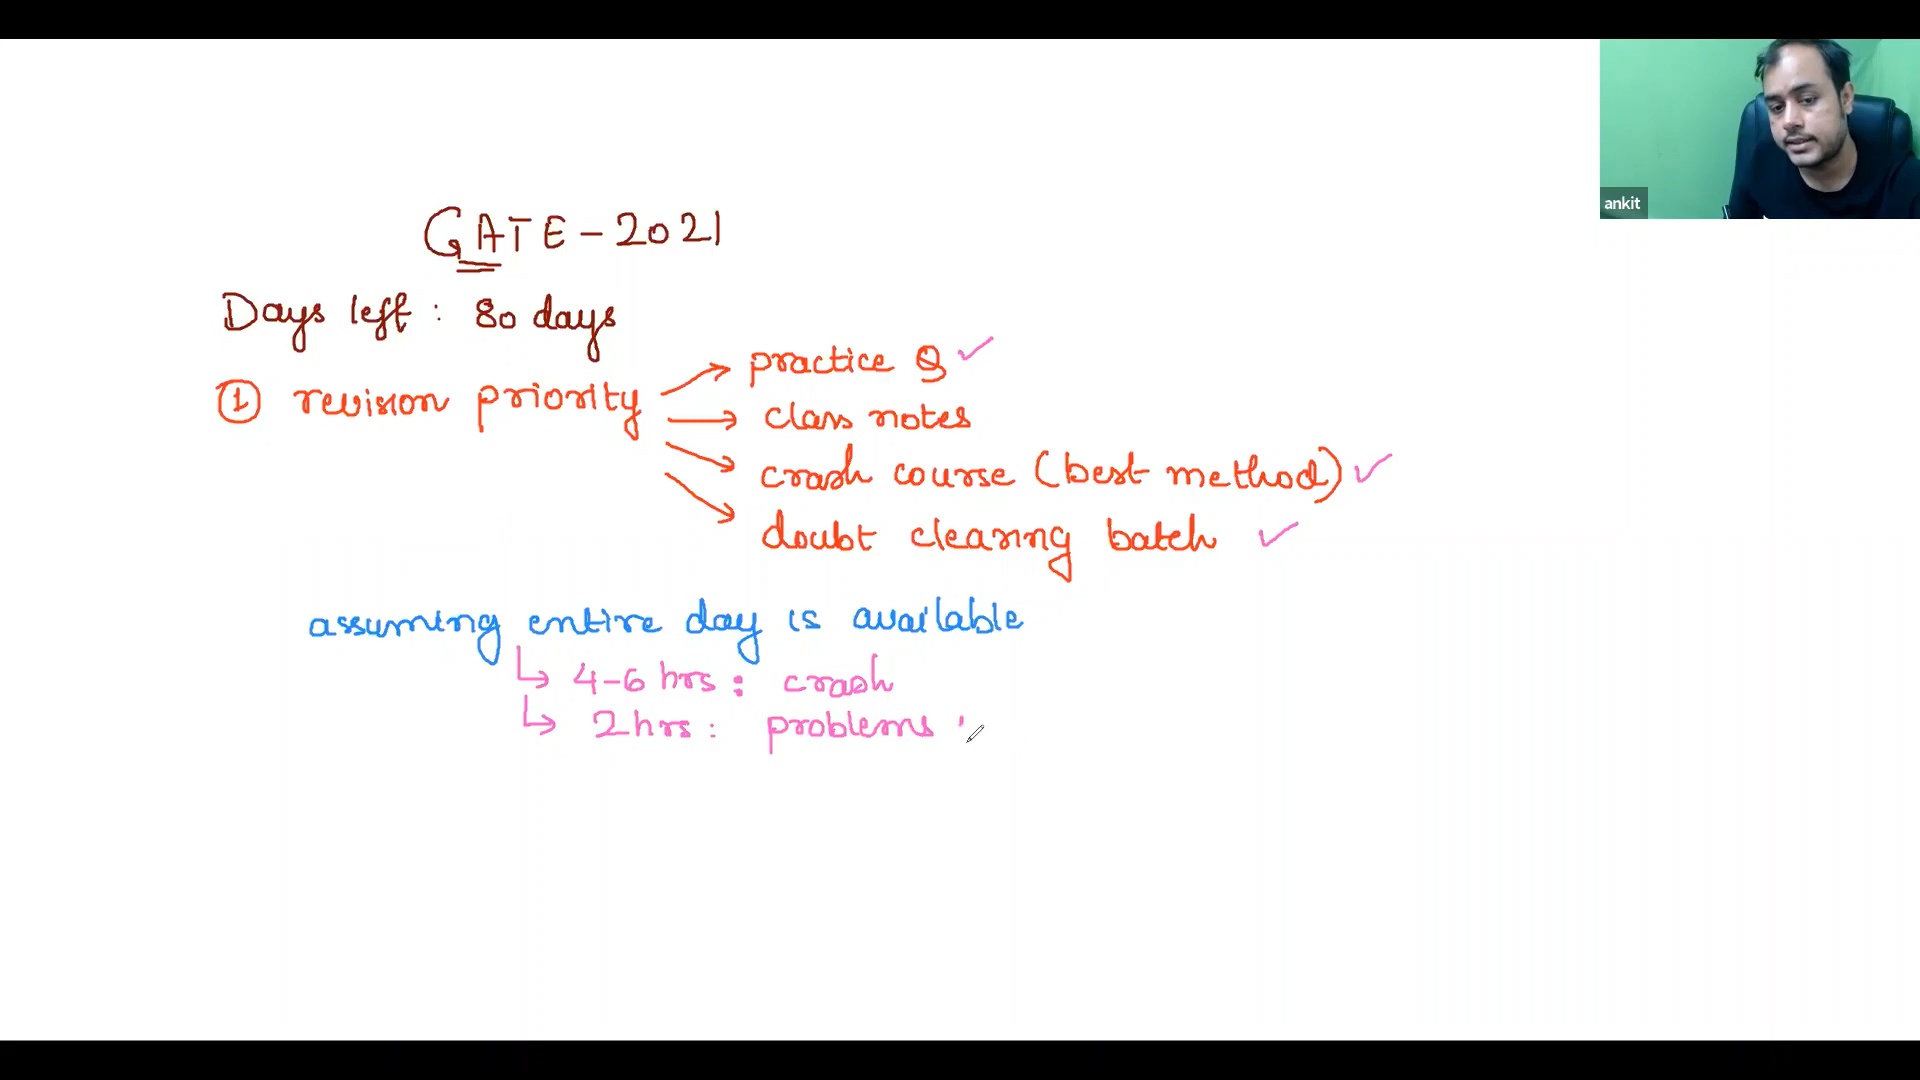 ankit
GATE-2021
Days left : 80 days
① revision priority
practice Q ✓
class notes
crash course (best method) ✓
doubt clearing batch ✓
assuming entire day is available
4-6 hrs : crash
2 hrs : problems